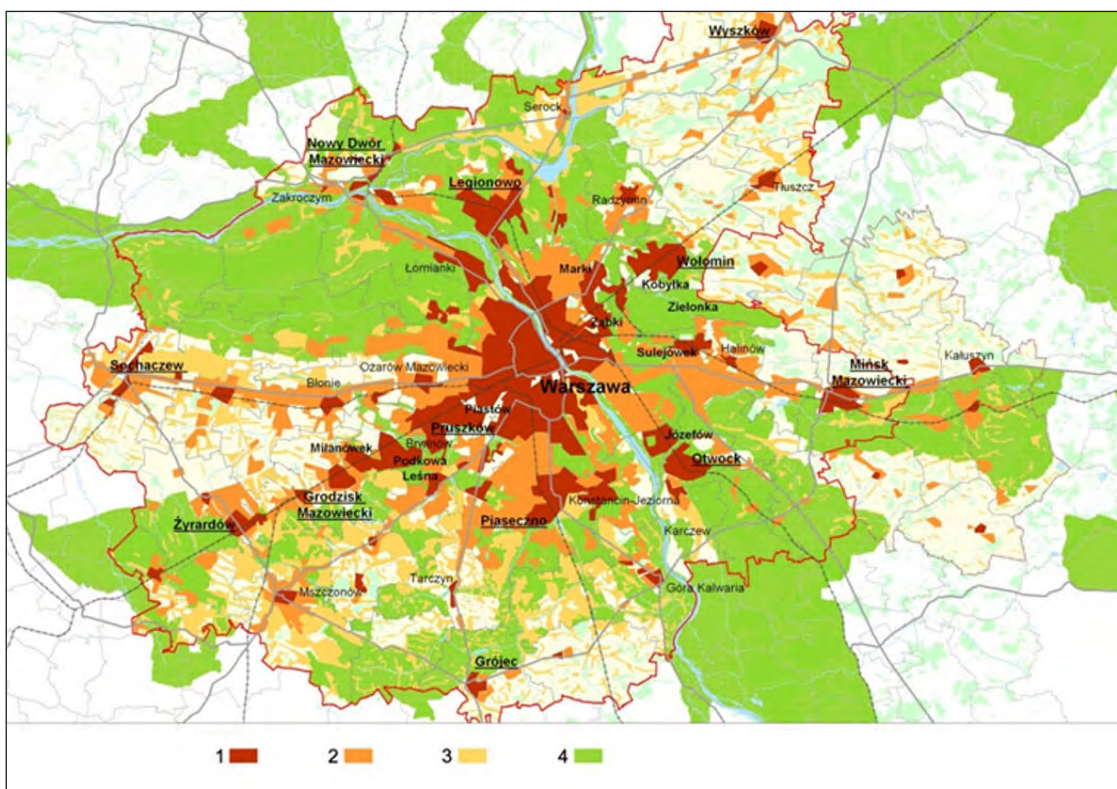 Wyszków
Serock
Nowy Dwór
Mazowiecki
Legionowo
Zakroczym
Radzymin
Tłuszcz
Łomianki
Marki
Wołomin
Kobyłka
Zielonka
Ząbki
Sochaczew
Ożarów Mazowiecki
Błonie
Sulejówek
Halinów
Mińsk
Mazowiecki
Kałuszyn
Warszawa
Piastów
Pruszków
Brwinów
Milanówek
Podkowa
Leśna
Józefów
Otwock
Grodzisk
Mazowiecki
Konstancin-Jeziorna
Żyrardów
Piaseczno
Karczew
Tarczyn
Góra Kalwaria
Mszczonów
Grójec
1
2
3
4